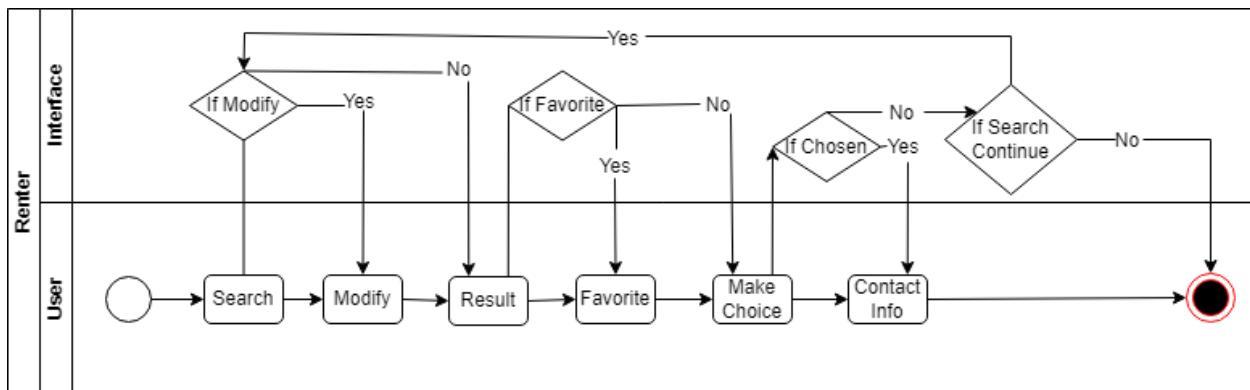 Renter
Interface
User
Yes
If Modify
No
Yes
If Favorite
No
Yes
If Chosen
No
Yes
If Search
Continue
No
Search
Modify
Result
Favorite
Make
Choice
Contact
Info